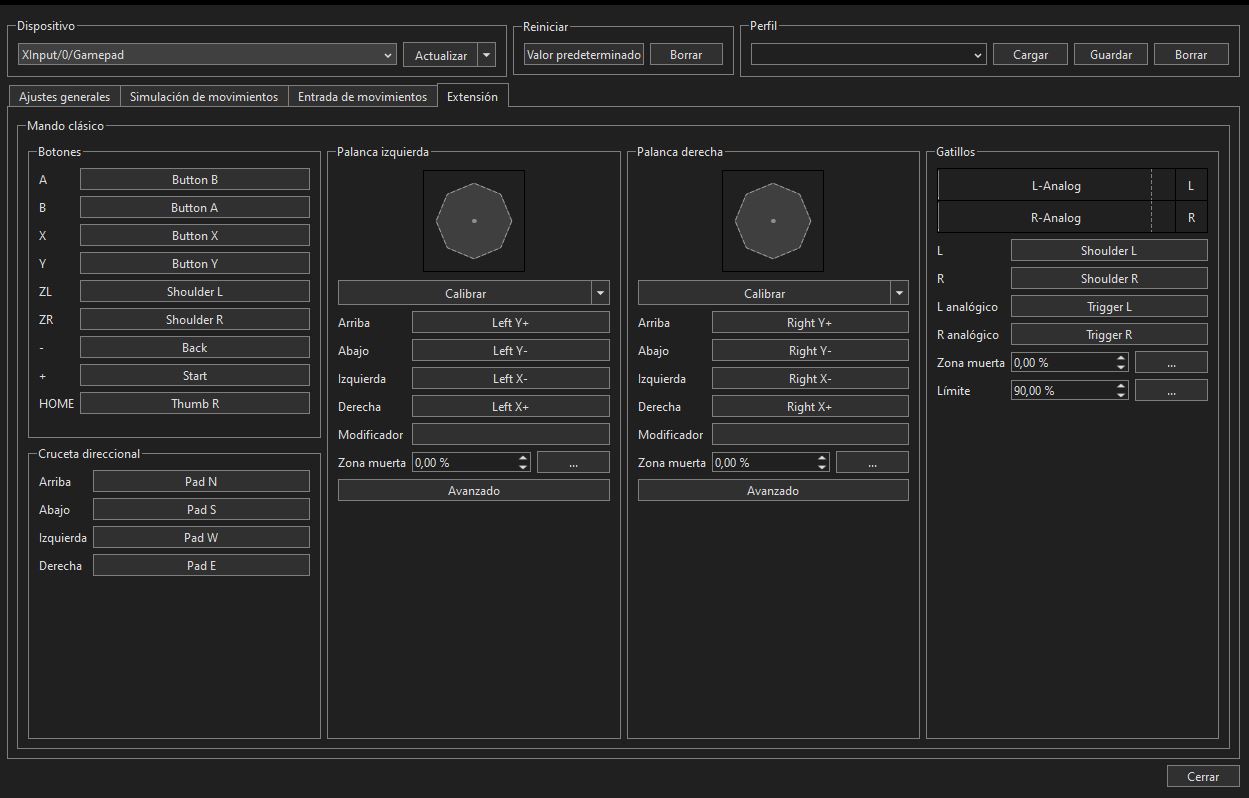 Dispositivo
XInput/0/Gamepad
Actualizar
Reiniciar
Valor predeterminado
Borrar
Perfil
Cargar
Guardar
Borrar
Ajustes generales
Simulación de movimientos
Entrada de movimientos
Extensión
Mando clásico
Botones
A Button B
B Button A
X Button X
Y Button Y
ZL Shoulder L
ZR Shoulder R
- Back
+ Start
HOME Thumb R
Cruceta direccional
Arriba Pad N
Abajo Pad S
Izquierda Pad W
Derecha Pad E
Palanca izquierda
Calibrar
Arriba Left Y+
Abajo Left Y-
Izquierda Left X-
Derecha Left X+
Modificador
Zona muerta 0,00 % ...
Avanzado
Palanca derecha
Calibrar
Arriba Right Y+
Abajo Right Y-
Izquierda Right X-
Derecha Right X+
Modificador
Zona muerta 0,00 % ...
Avanzado
Gatillos
L-Analog L
R-Analog R
L Shoulder L
R Shoulder R
L analógico Trigger L
R analógico Trigger R
Zona muerta 0,00 % ...
Límite 90,00 % ...
Cerrar